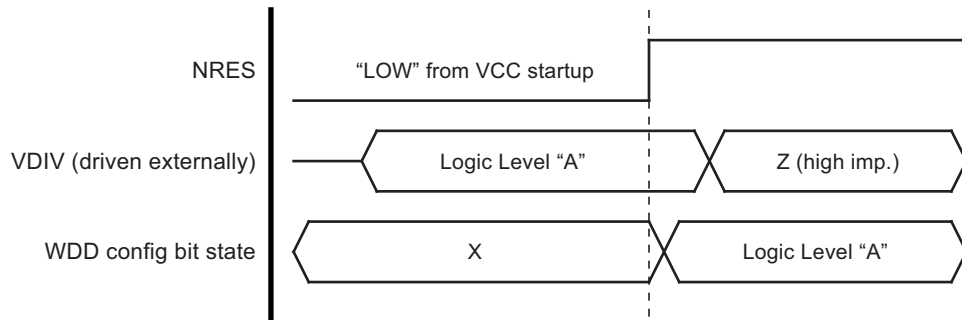 NRES
“LOW” from VCC startup
VDIV (driven externally)
Logic Level “A”
Z (high imp.)
WDD config bit state
X
Logic Level “A”